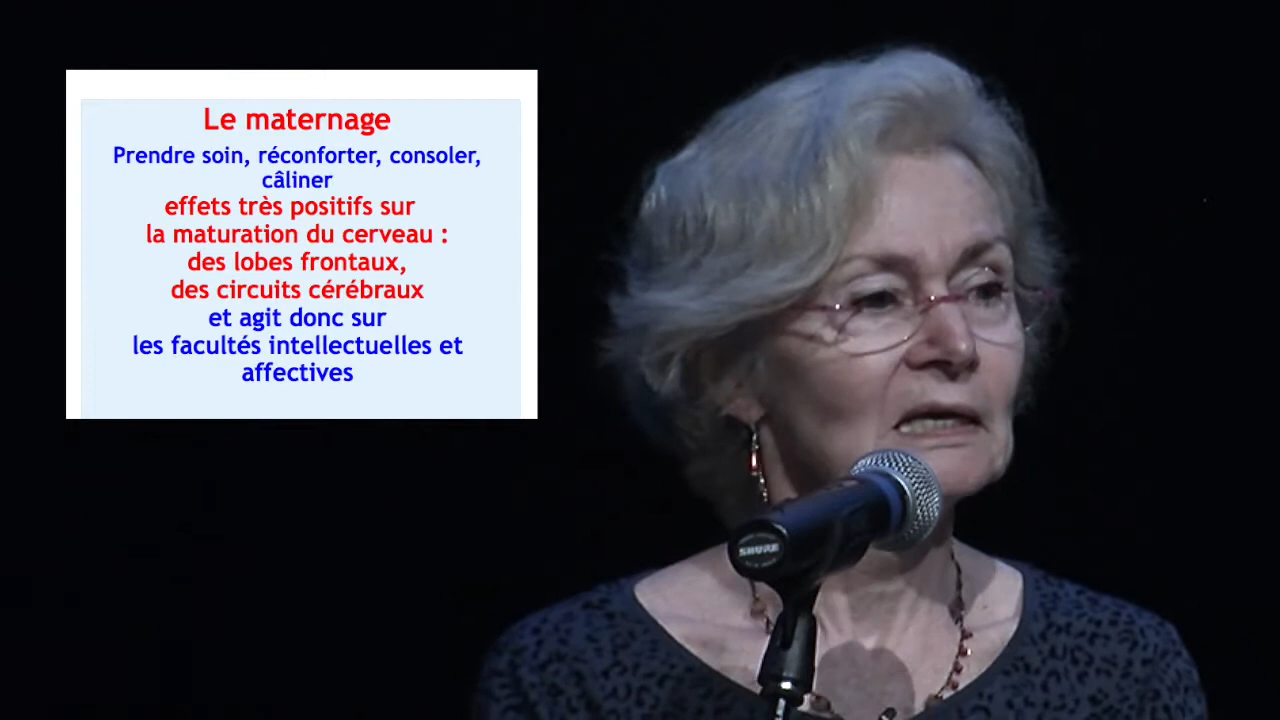 Le maternage
Prendre soin, réconforter, consoler,
câliner
effets très positifs sur
la maturation du cerveau :
des lobes frontaux,
des circuits cérébraux
et agit donc sur
les facultés intellectuelles et
affectives
SHURE